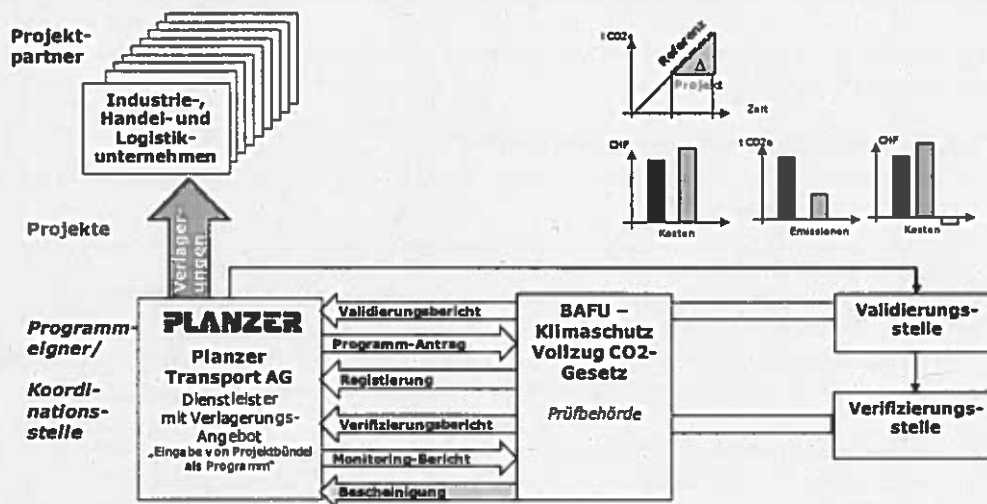 Projekt-
partner
Industrie-,
Handel- und
Logistik-
unternehmen
t CO2e
Referenz
Δ
Projekt
Zeit
CHF
Kosten
t CO2e
Emissionen
CHF
Kosten
Projekte
Verlager-
ungen
Programm-
eigner/
Koordi-
nations-
stelle
PLANZER
Planzer
Transport AG
Dienstleister
mit Verlagerungs-
Angebot
„Eingabe von Projektbündel
als Programm"
Validierungsbericht
Programm-Antrag
Registierung
Verifizierungsbericht
Monitoring-Bericht
Bescheinigung
BAFU –
Klimaschutz
Vollzug CO2-
Gesetz
Prüfbehörde
Validierungs-
stelle
Verifizierungs-
stelle